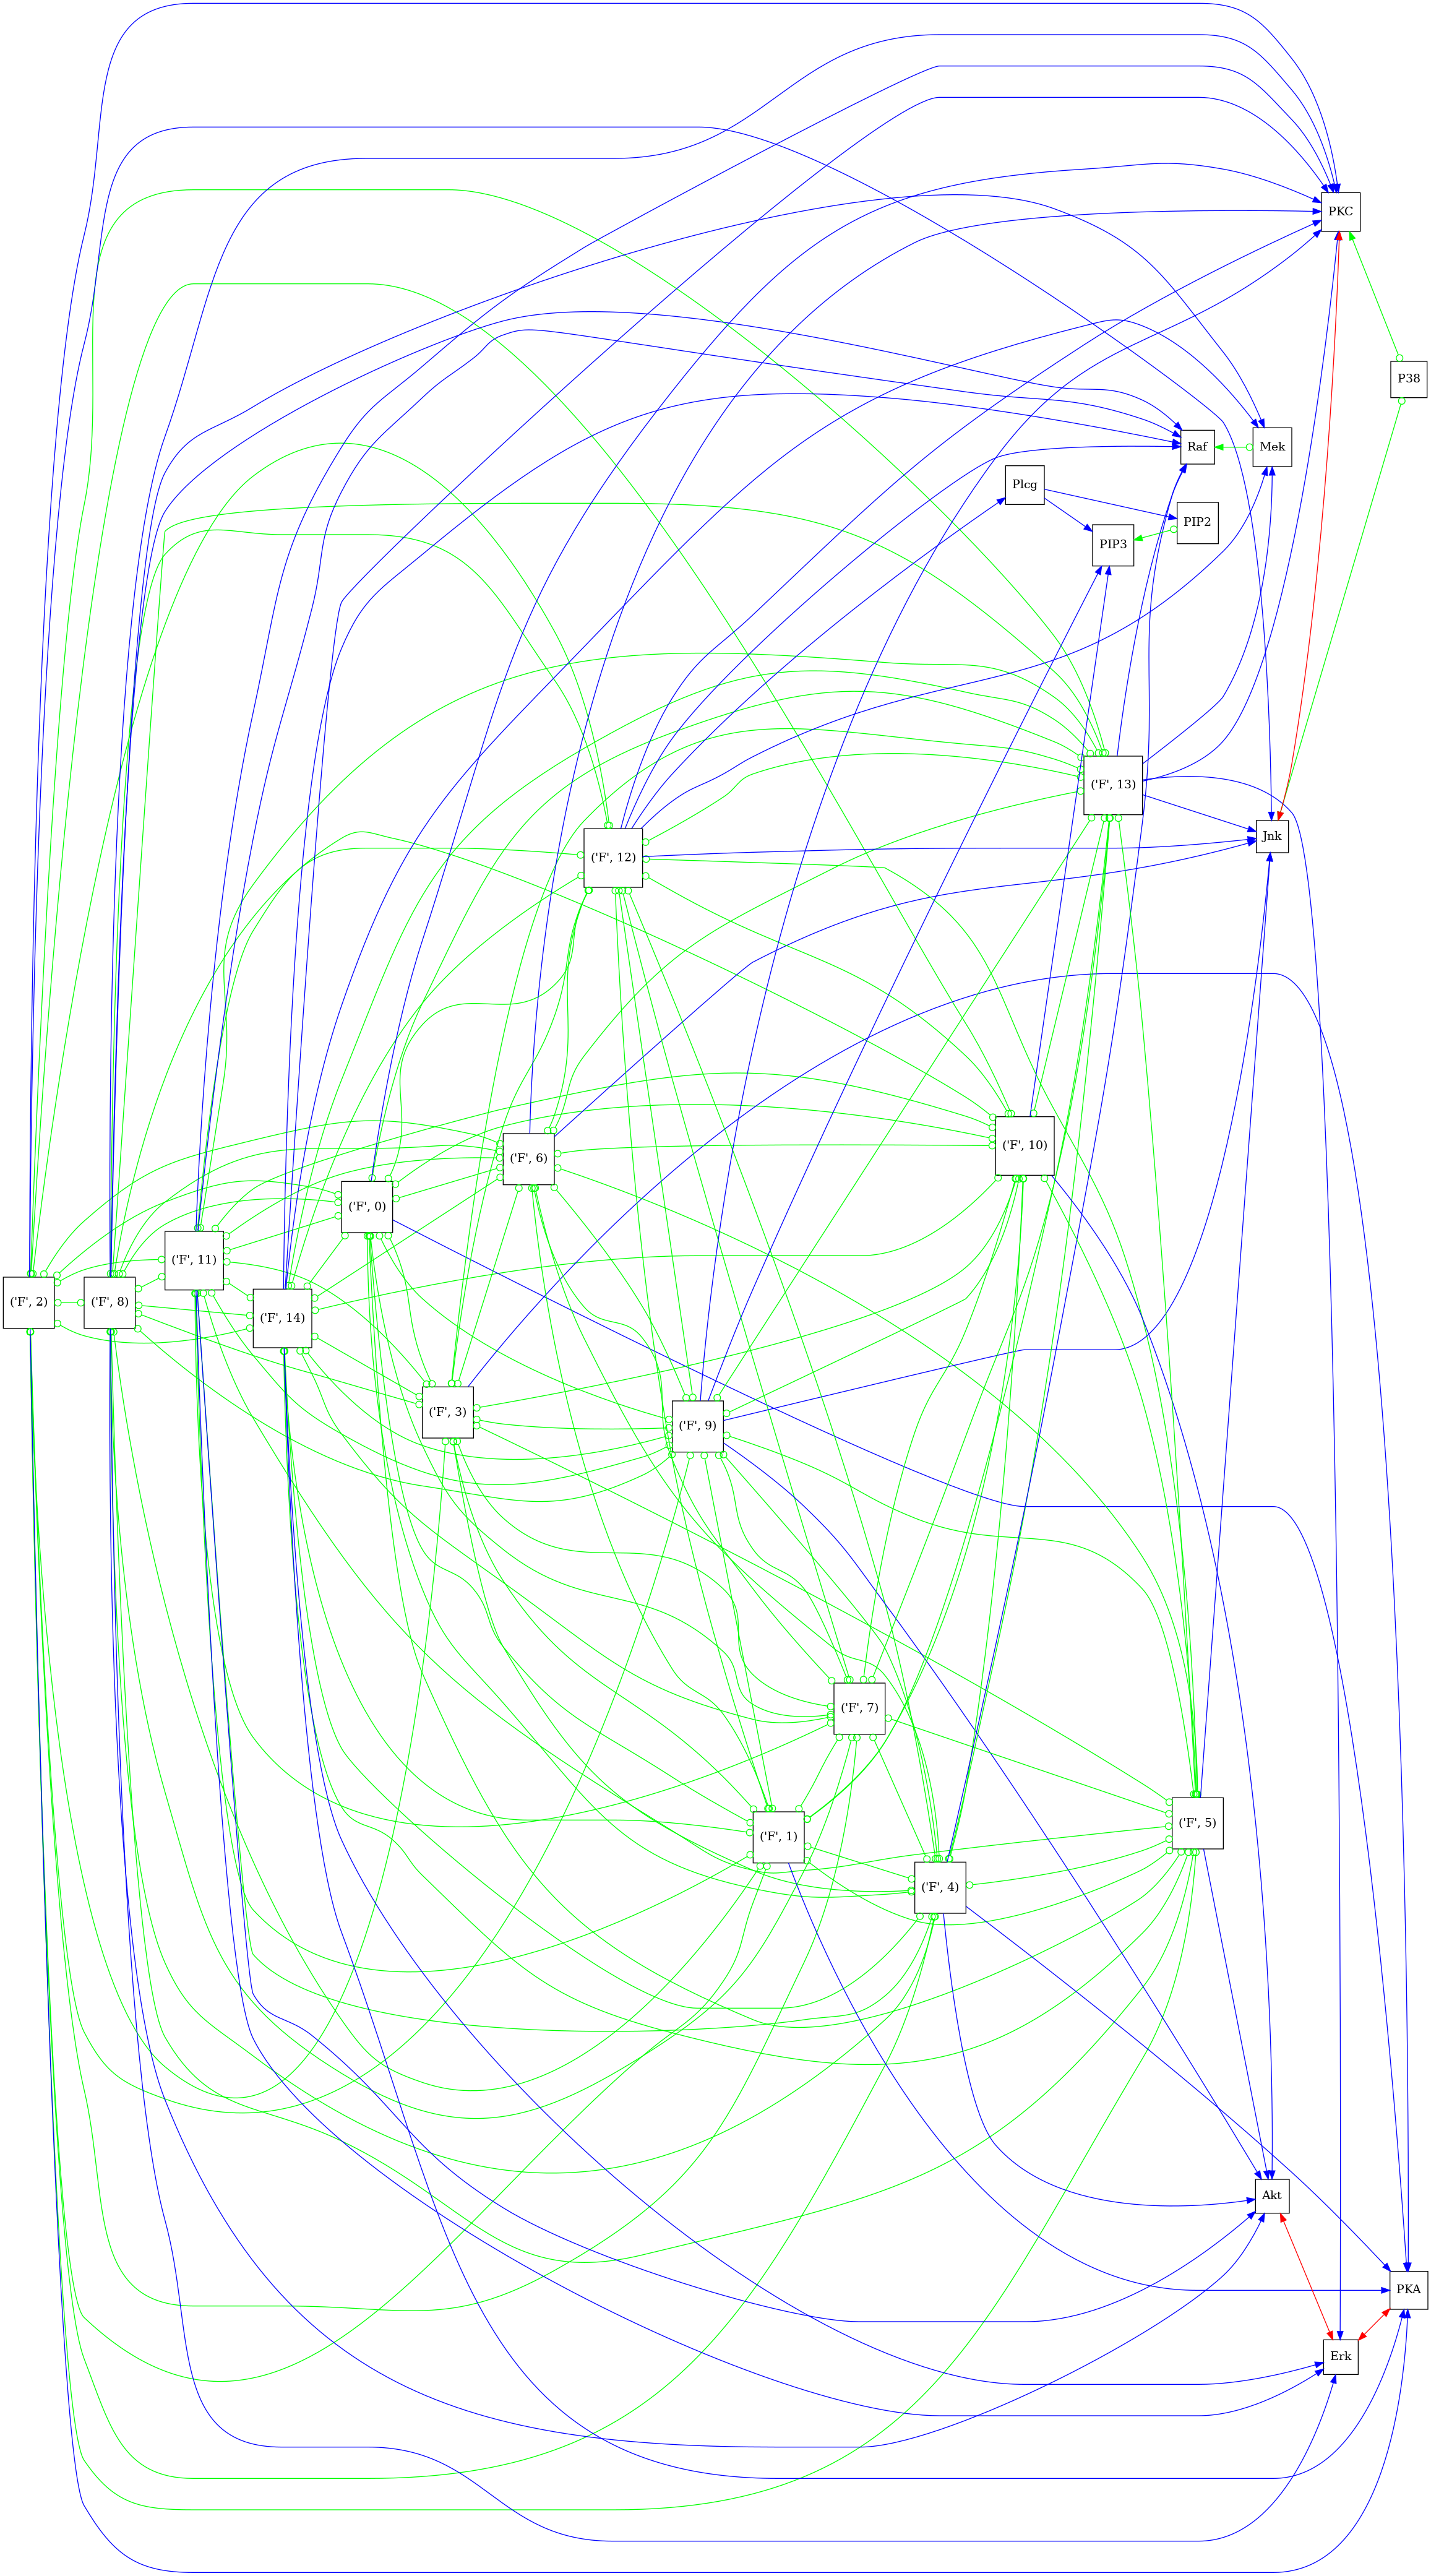 PKC
P38
Raf
Mek
Plcg
PIP2
PIP3
('F', 13)
Jnk
('F', 12)
('F', 10)
('F', 6)
('F', 0)
('F', 11)
('F', 2)
('F', 8)
('F', 14)
('F', 3)
('F', 9)
('F', 7)
('F', 5)
('F', 1)
('F', 4)
Akt
PKA
Erk